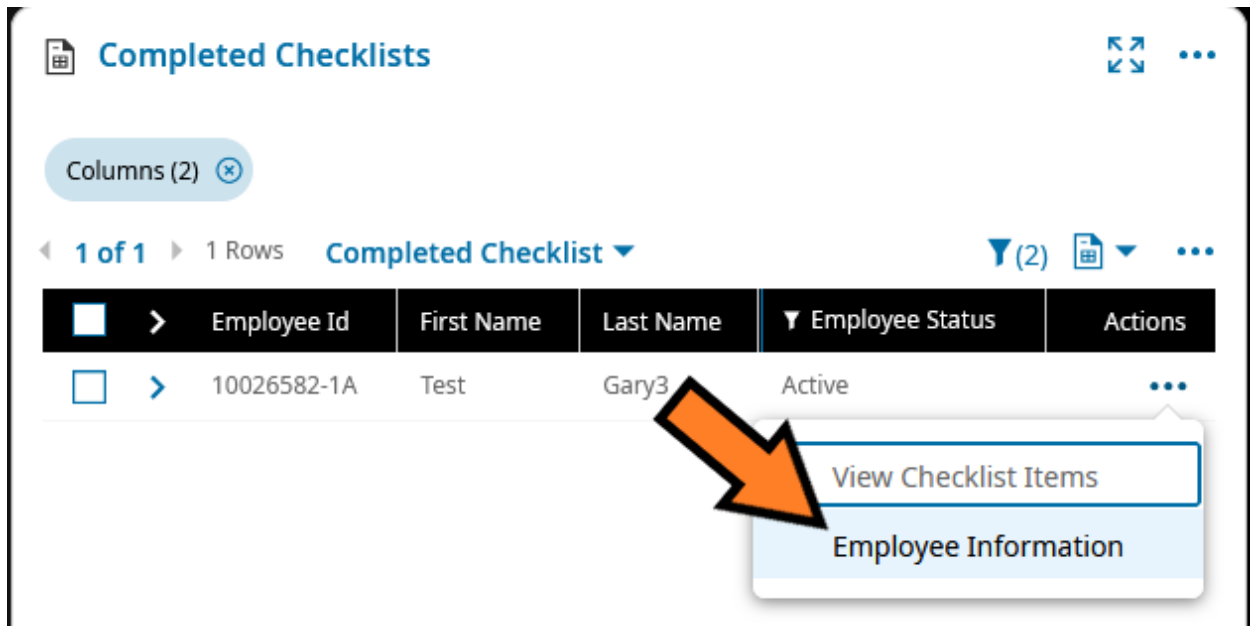 Completed Checklists
Columns (2)
1 of 1 1 Rows Completed Checklist (2)
Employee Id First Name Last Name Employee Status Actions
10026582-1A Test Gary3 Active
View Checklist Items
Employee Information